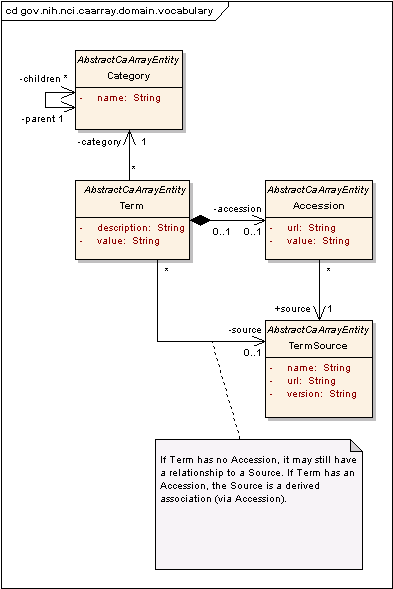 cd gov.nih.nci.caarray.domain.vocabulary
AbstractCaArrayEntity
Category
- name: String
-children *
-parent 1
-category
1
*
AbstractCaArrayEntity
Term
- description: String
- value: String
-accession
0..1
0..1
AbstractCaArrayEntity
Accession
- url: String
- value: String
*
*
+source
1
-source
0..1
AbstractCaArrayEntity
TermSource
- name: String
- url: String
- version: String
If Term has no Accession, it may still have
a relationship to a Source. If Term has an
Accession, the Source is a derived
association (via Accession).